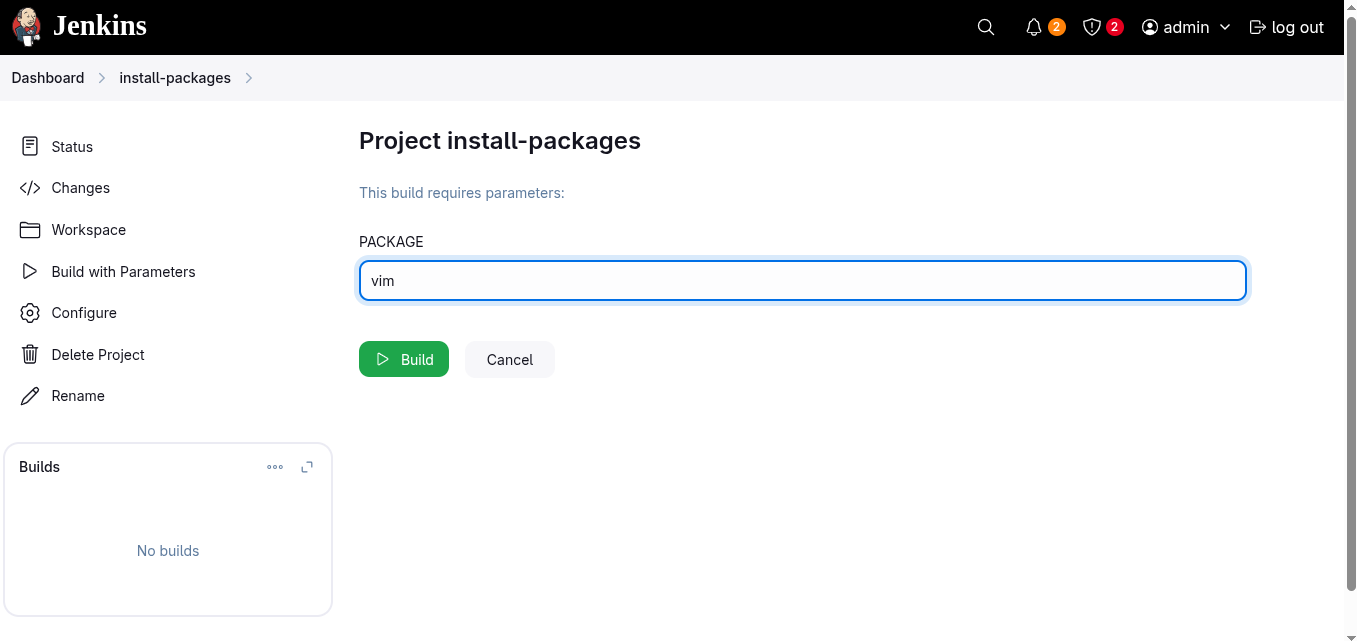 Jenkins
2
2
admin
log out
Dashboard
install-packages
Status
Changes
Workspace
Build with Parameters
Configure
Delete Project
Rename
Builds
No builds
Project install-packages
This build requires parameters:
PACKAGE
vim
Build
Cancel